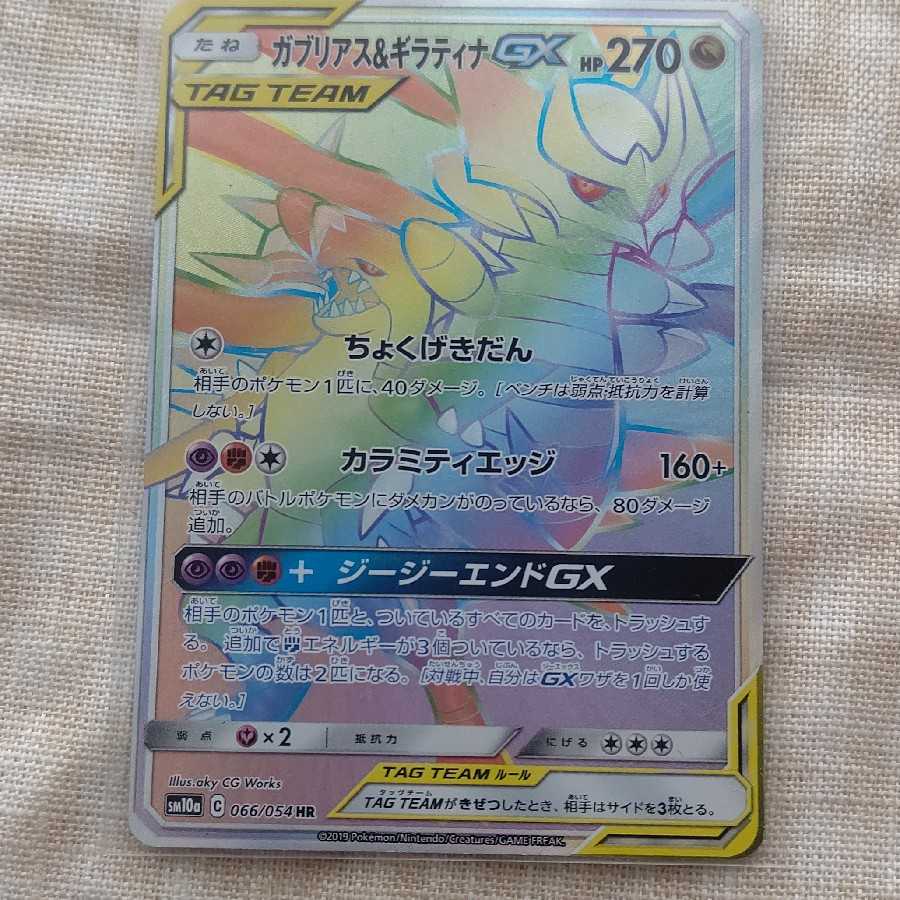 たね ガブリアス&ギラティナGX HP270
TAG TEAM
ちょくげきだん
相手のポケモン1匹に、40ダメージ。[ベンチは弱点・抵抗力を計算
しない。]
カラミティエッジ 160+
相手のバトルポケモンにダメカンがのっているなら、80ダメージ
追加。
+ ジージーエンドGX
相手のポケモン1匹と、ついているすべてのカードを、トラッシュす
る。追加でエネルギーが3個ついているなら、トラッシュする
ポケモンの数は2匹になる。[対戦中、自分はGXワザを1回しか使
えない。]
弱点 ×2 抵抗力 にげる
Illus.aky CG Works
TAG TEAM ルール
TAG TEAMがきぜつしたとき、相手はサイドを3枚とる。
SM10a C 066/054 HR
©2019 Pokémon/Nintendo/Creatures/GAME FREAK.